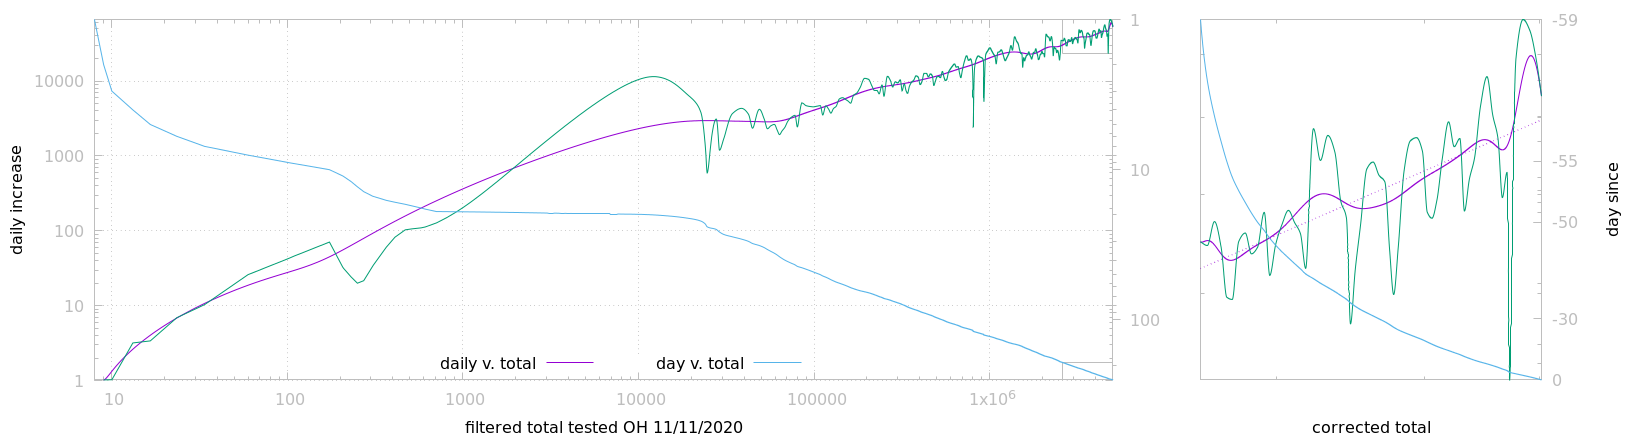 daily increase
10000
1000
100
10
1
10
100
1000
10000
100000
1x10⁶
1
10
100
daily v. total
day v. total
filtered total tested OH 11/11/2020
-59
-55
-50
-30
0
day since
corrected total